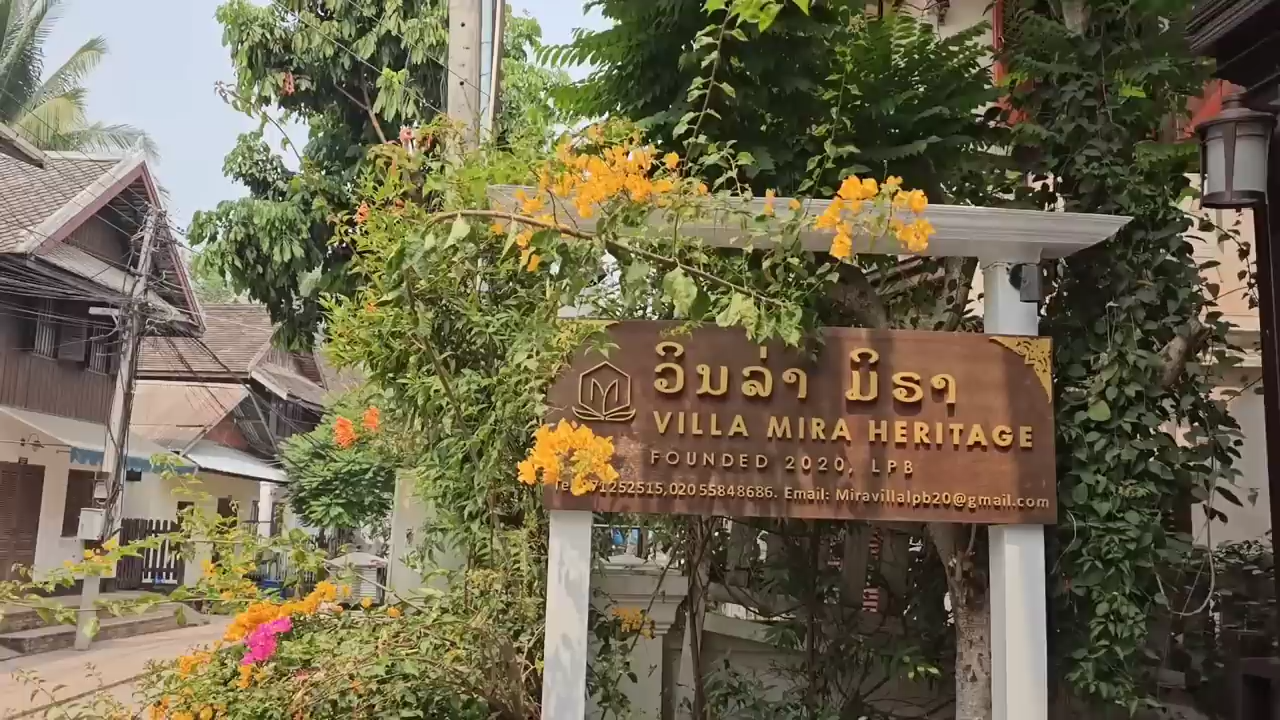 ວິນລ່າ ມິຣາ
VILLA MIRA HERITAGE
FOUNDED 2020, LPB
71252515,020 55848686. Email: Miravillalpb20@gmail.com